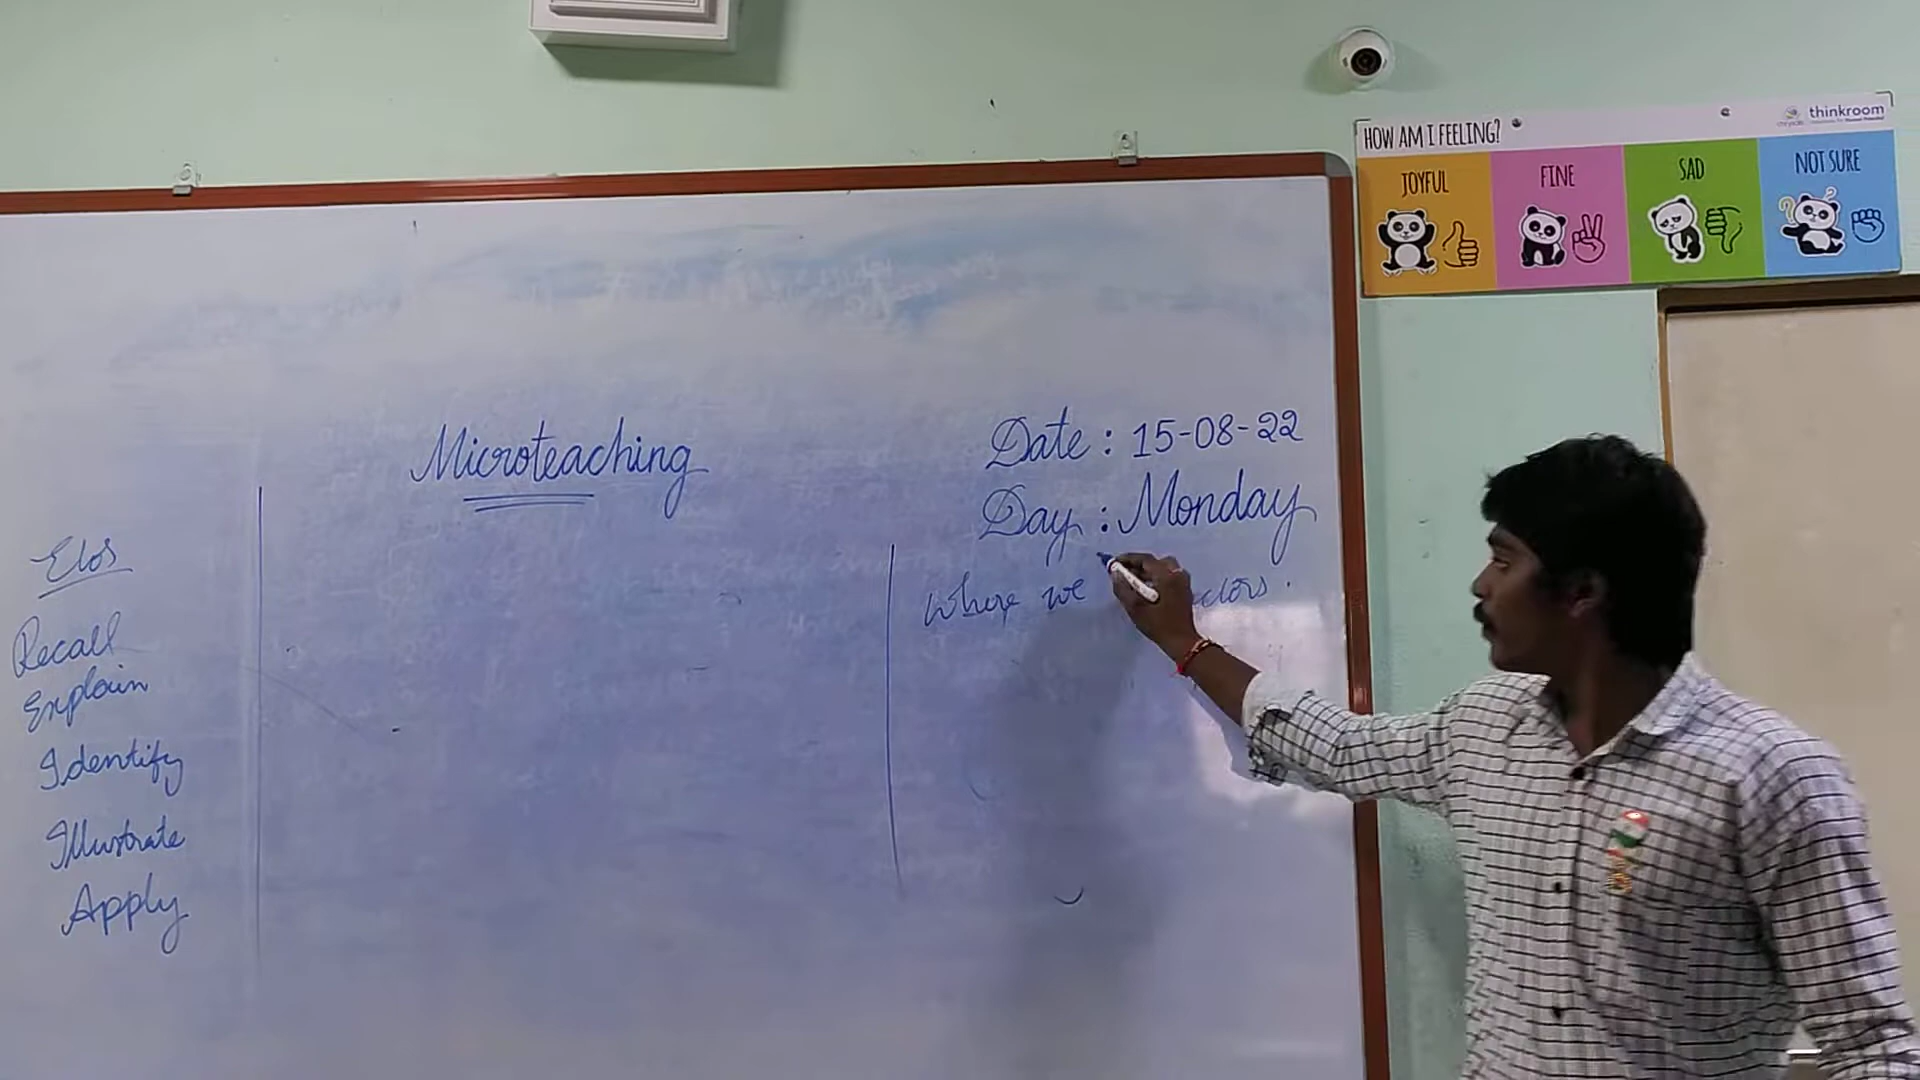 HOW AM I FEELING?
thinkroom
JOYFUL
FINE
SAD
NOT SURE
Microteaching
Date : 15-08-22
Day : Monday
Where we
Elos
Recall
Explain
Identify
Illustrate
Apply